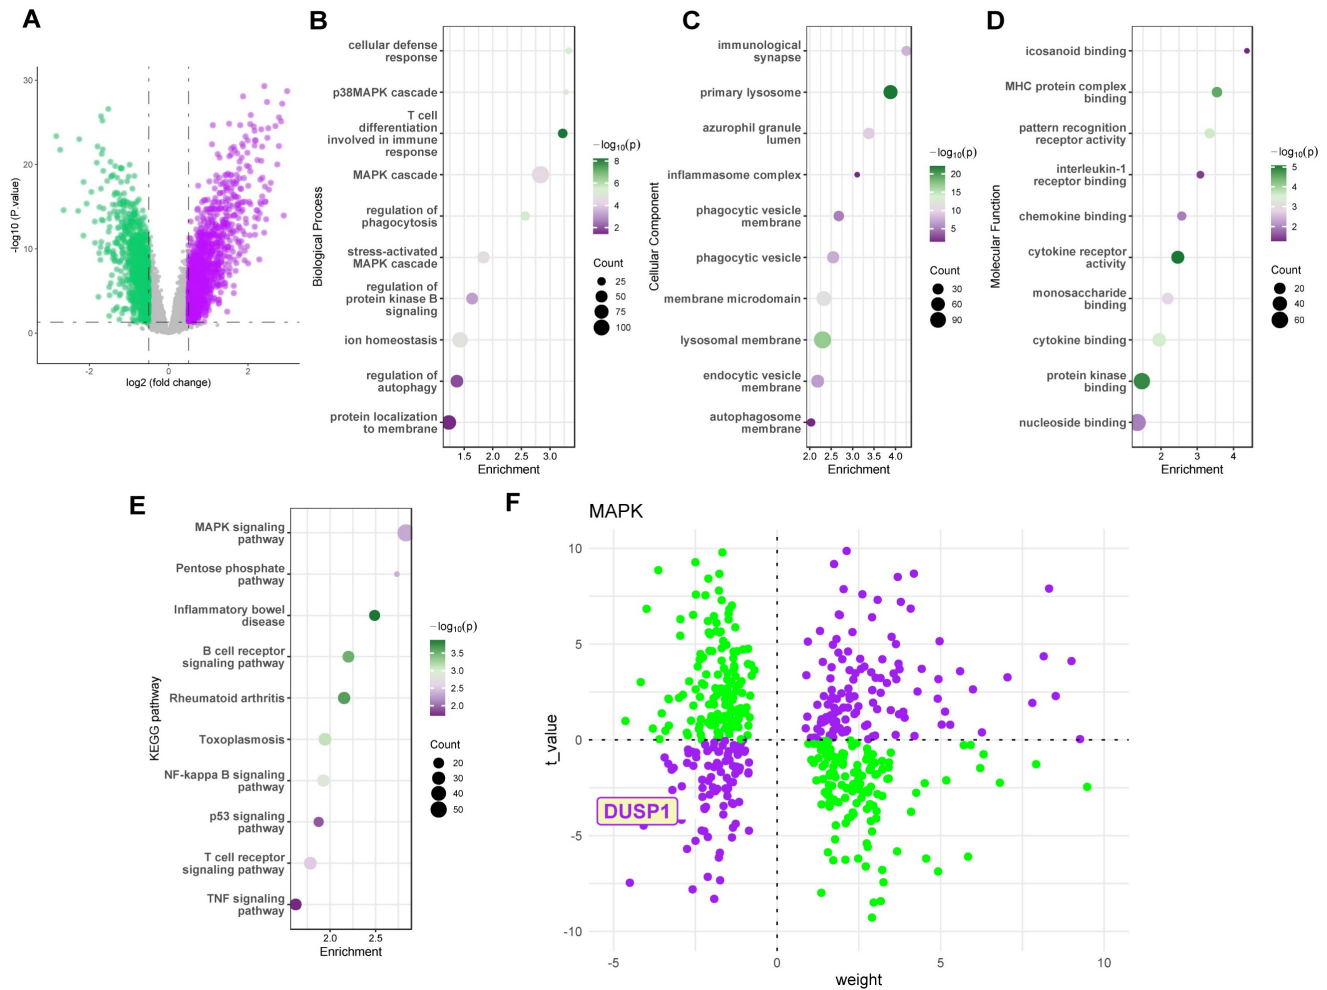 A
-log10 (P.value)
30
20
10
0
-2
0
2
log2 (fold change)
B
Biological Process
cellular defense
response
p38MAPK cascade
T cell
differentiation
involved in immune
response
MAPK cascade
regulation of
phagocytosis
stress-activated
MAPK cascade
regulation of
protein kinase B
signaling
ion homeostasis
regulation of
autophagy
protein localization
to membrane
1.5 2.0 2.5 3.0
Enrichment
−log10(p)
8
6
4
2
Count
25
50
75
100
C
Cellular Component
immunological
synapse
primary lysosome
azurophil granule
lumen
inflammasome complex
phagocytic vesicle
membrane
phagocytic vesicle
membrane microdomain
lysosomal membrane
endocytic vesicle
membrane
autophagosome
membrane
2.0 2.5 3.0 3.5 4.0
Enrichment
−log10(p)
20
15
10
5
Count
30
60
90
D
Molecular Function
icosanoid binding
MHC protein complex
binding
pattern recognition
receptor activity
interleukin-1
receptor binding
chemokine binding
cytokine receptor
activity
monosaccharide
binding
cytokine binding
protein kinase
binding
nucleoside binding
2 3 4
Enrichment
−log10(p)
5
4
3
2
Count
20
40
60
E
KEGG pathway
MAPK signaling
pathway
Pentose phosphate
pathway
Inflammatory bowel
disease
B cell receptor
signaling pathway
Rheumatoid arthritis
Toxoplasmosis
NF-kappa B signaling
pathway
p53 signaling
pathway
T cell receptor
signaling pathway
TNF signaling
pathway
2.0 2.5
Enrichment
−log10(p)
3.5
3.0
2.5
2.0
Count
20
30
40
50
F
MAPK
t_value
10
5
0
-5
-10
DUSP1
-5 0 5 10
weight